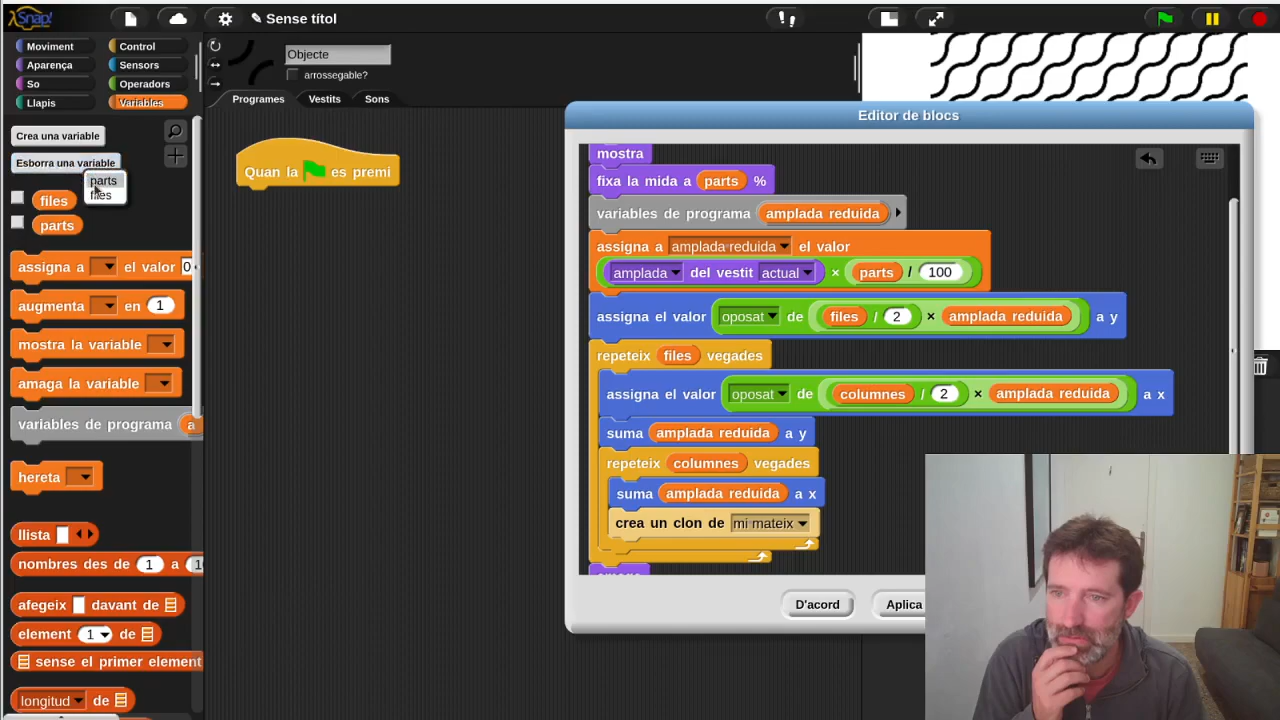 Snap!
Sense títol
Moviment
Control
Aparença
Sensors
So
Operadors
Llapis
Variables
Objecte
arrossegable?
Programes
Vestits
Sons
Crea una variable
Esborra una variable
parts
files
files
parts
assigna a el valor 0
augmenta en 1
mostra la variable
amaga la variable
variables de programa a
hereta
llista
nombres des de 1 a 1
afegeix davant de
element 1 de
sense el primer element
longitud de
Quan la es premi
Editor de blocs
mostra
fixa la mida a parts %
variables de programa amplada reduida
assigna a amplada reduida el valor
amplada del vestit actual × parts / 100
assigna el valor oposat de files / 2 × amplada reduida a y
repeteix files vegades
assigna el valor oposat de columnes / 2 × amplada reduida a x
suma amplada reduida a y
repeteix columnes vegades
suma amplada reduida a x
crea un clon de mi mateix
D'acord
Aplica